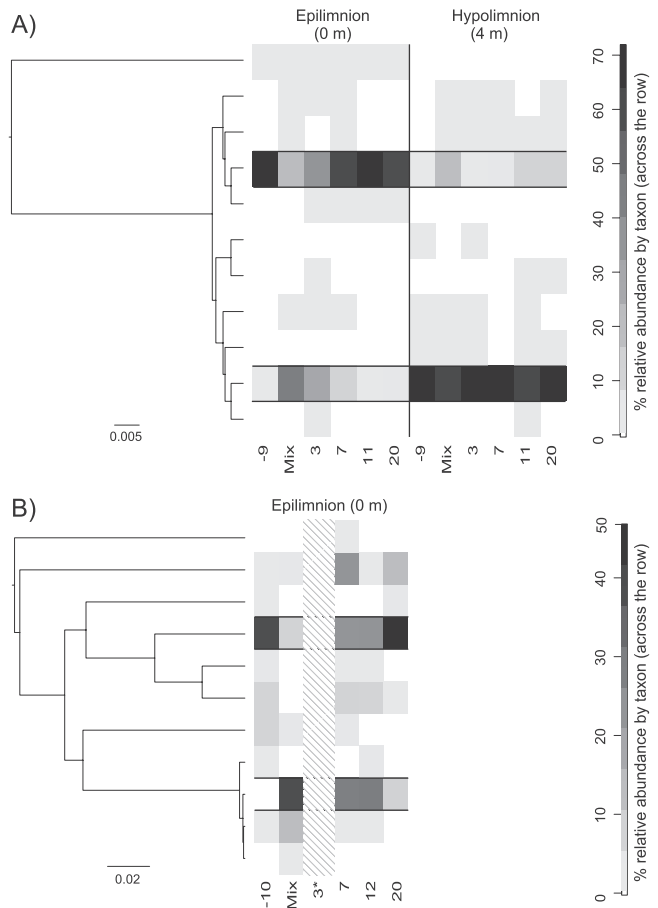 A)
Epilimnion
(0 m)
Hypolimnion
(4 m)
70
60
50
40
30
20
10
0
% relative abundance by taxon (across the row)
0.005
-9
Mix
3
7
11
20
-9
Mix
3
7
11
20
B)
Epilimnion (0 m)
50
40
30
20
10
0
% relative abundance by taxon (across the row)
0.02
-10
Mix
3*
7
12
20